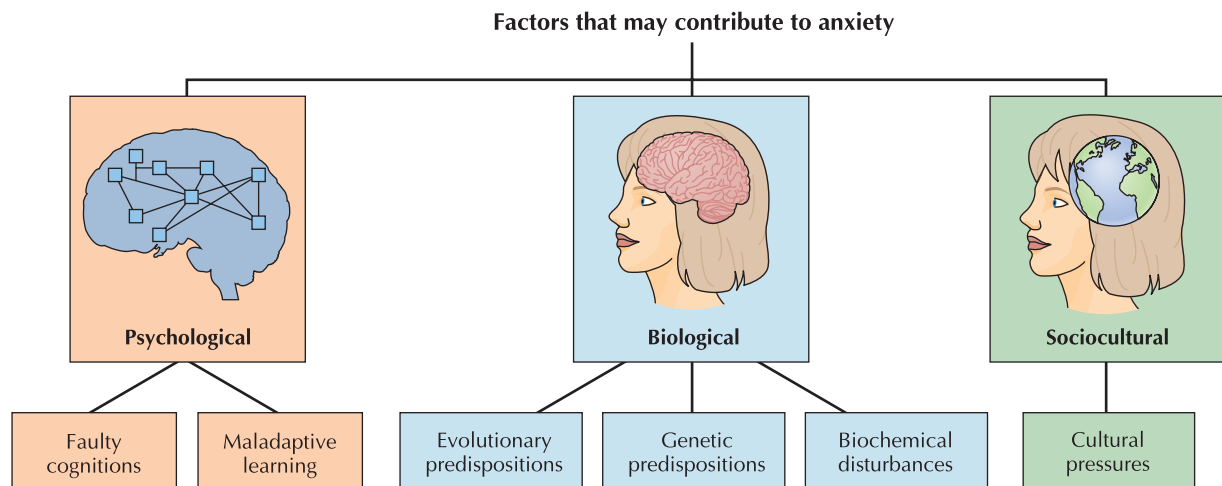 Factors that may contribute to anxiety
Psychological
Biological
Sociocultural
Faulty
cognitions
Maladaptive
learning
Evolutionary
predispositions
Genetic
predispositions
Biochemical
disturbances
Cultural
pressures